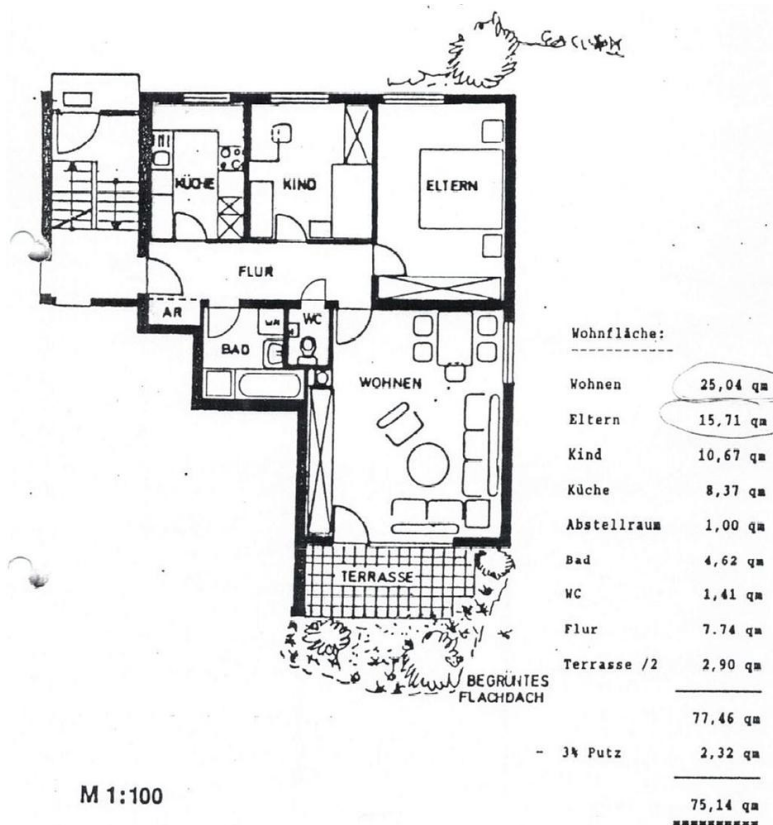 KÜCHE
KIND
ELTERN
FLUR
AR
WC
BAD
WOHNEN
TERRASSE
BEGRÜNTES
FLACHDACH
Wohnfläche:
Wohnen 25,04 qm
Eltern 15,71 qm
Kind 10,67 qm
Küche 8,37 qm
Abstellraum 1,00 qm
Bad 4,62 qm
WC 1,41 qm
Flur 7.74 qm
Terrasse /2 2,90 qm
77,46 qm
- 3% Putz 2,32 qm
75,14 qm
M 1:100